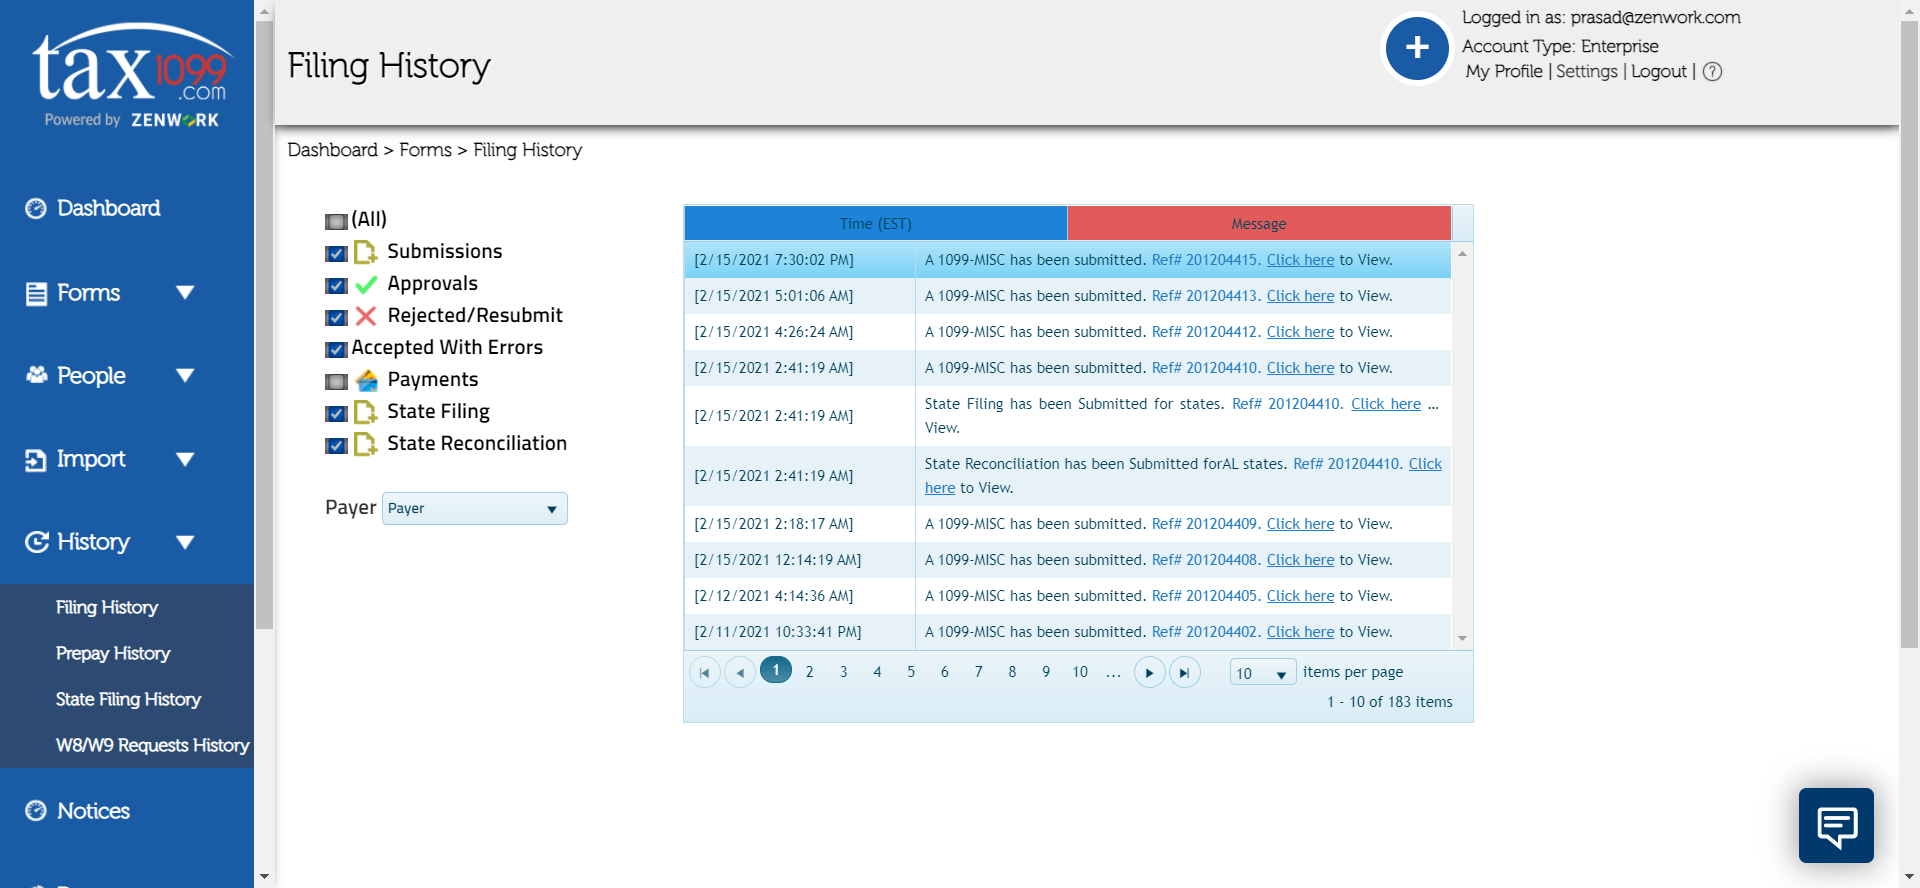 tax1099
.com
Powered by ZENWORK
Dashboard
Forms
People
Import
History
Filing History
Prepay History
State Filing History
W8/W9 Requests History
Notices
Filing History
+
Logged in as: prasad@zenwork.com
Account Type: Enterprise
My Profile | Settings | Logout | ?
Dashboard > Forms > Filing History
(All)
Submissions
Approvals
Rejected/Resubmit
Accepted With Errors
Payments
State Filing
State Reconciliation
Payer Payer
Time (EST) Message
[2/15/2021 7:30:02 PM] A 1099-MISC has been submitted. Ref# 201204415. Click here to View.
[2/15/2021 5:01:06 AM] A 1099-MISC has been submitted. Ref# 201204413. Click here to View.
[2/15/2021 4:26:24 AM] A 1099-MISC has been submitted. Ref# 201204412. Click here to View.
[2/15/2021 2:41:19 AM] A 1099-MISC has been submitted. Ref# 201204410. Click here to View.
[2/15/2021 2:41:19 AM] State Filing has been Submitted for states. Ref# 201204410. Click here ...
View.
[2/15/2021 2:41:19 AM] State Reconciliation has been Submitted forAL states. Ref# 201204410. Click
here to View.
[2/15/2021 2:18:17 AM] A 1099-MISC has been submitted. Ref# 201204409. Click here to View.
[2/15/2021 12:14:19 AM] A 1099-MISC has been submitted. Ref# 201204408. Click here to View.
[2/12/2021 4:14:36 AM] A 1099-MISC has been submitted. Ref# 201204405. Click here to View.
[2/11/2021 10:33:41 PM] A 1099-MISC has been submitted. Ref# 201204402. Click here to View.
1 2 3 4 5 6 7 8 9 10 ... 10 items per page
1 - 10 of 183 items